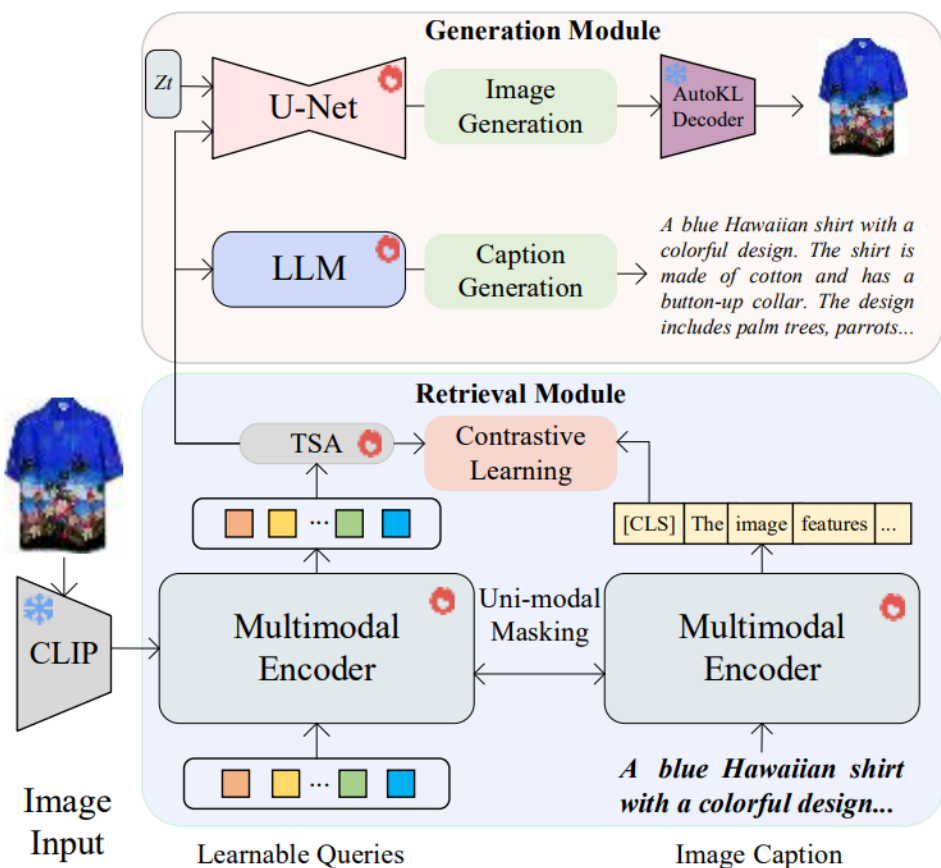 Generation Module
Zt
U-Net
Image
Generation
AutoKL
Decoder
LLM
Caption
Generation
A blue Hawaiian shirt with a
colorful design. The shirt is
made of cotton and has a
button-up collar. The design
includes palm trees, parrots...
Retrieval Module
TSA
Contrastive
Learning
...
[CLS] The image features ...
CLIP
Multimodal
Encoder
Uni-modal
Masking
Multimodal
Encoder
...
A blue Hawaiian shirt
with a colorful design...
Image
Input
Learnable Queries
Image Caption